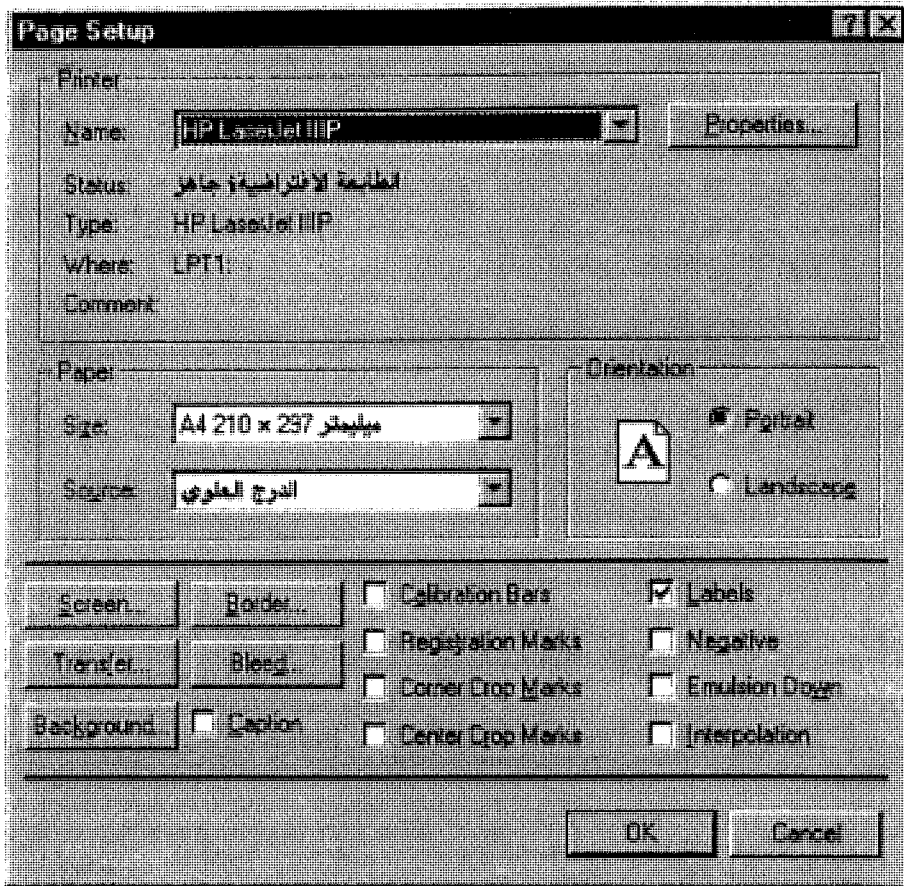 Page Setup
Printer
Name: HP LaserJet IIIP Properties...
Status: الطابعة الافتراضية؛ جاهز
Type: HP LaserJet IIIP
Where: LPT1:
Comment:
Paper
Size: A4 210 × 297 ميليمتر
Source: الدرج العلوي
Orientation
A
Portrait
Landscape
Screen... Border... Calibration Bars Labels
Transfer... Bleed... Registration Marks Negative
Corner Crop Marks Emulsion Down
Background... Caption Center Crop Marks Interpolation
OK Cancel